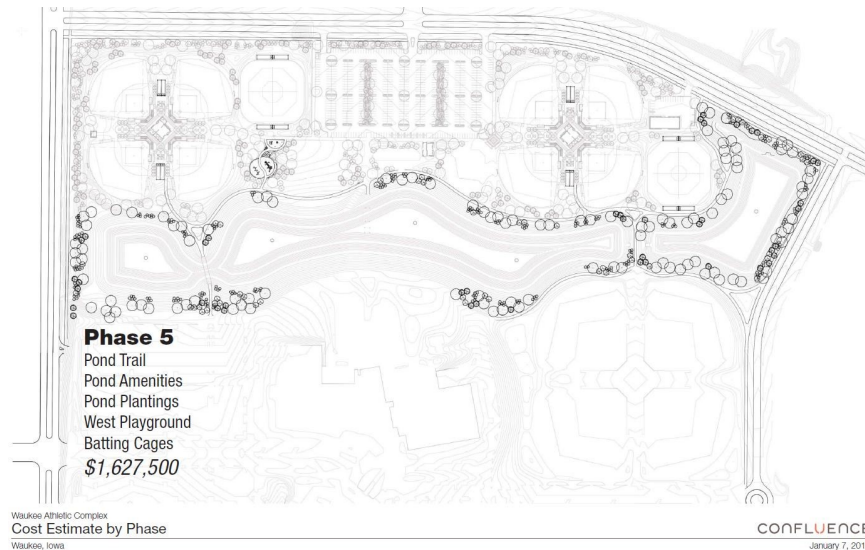 Phase 5
Pond Trail
Pond Amenities
Pond Plantings
West Playground
Batting Cages
$1,627,500
Waukee Athletic Complex
Cost Estimate by Phase
Waukee, Iowa
CONFLUENCE
January 7, 201